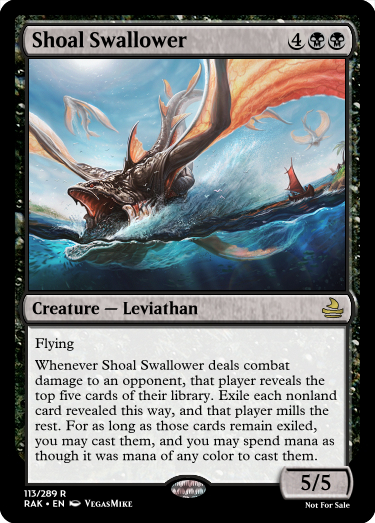 Shoal Swallower 4
Creature — Leviathan
Flying
Whenever Shoal Swallower deals combat
damage to an opponent, that player reveals the
top five cards of their library. Exile each nonland
card revealed this way, and that player mills the
rest. For as long as those cards remain exiled,
you may cast them, and you may spend mana as
though it was mana of any color to cast them.
5/5
113/289 R
RAK • EN VegasMike
Not For Sale